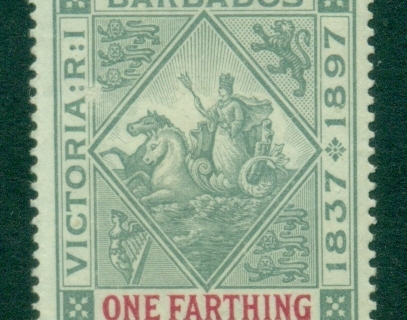 BARBADOS
VICTORIA:R:I
1837 1897
ONE FARTHING